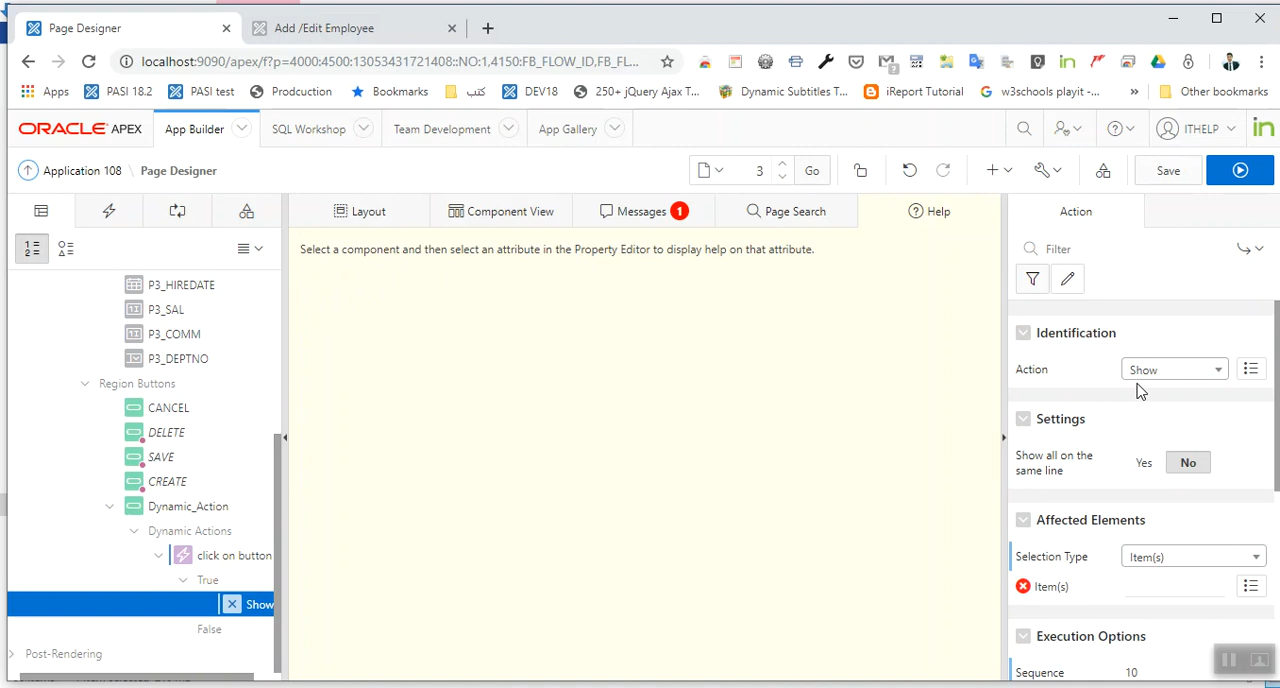 Page Designer
Add /Edit Employee
localhost:9090/apex/f?p=4000:4500:13053431721408::NO:1,4150:FB_FLOW_ID,FB_FL...
Apps
PASI 18.2
PASI test
Prodcuction
Bookmarks
كتب
DEV18
250+ jQuery Ajax T...
Dynamic Subtitles T...
iReport Tutorial
w3schools playit -...
»
Other bookmarks
ORACLE APEX
App Builder
SQL Workshop
Team Development
App Gallery
ITHELP
in
Application 108 \ Page Designer
3
Go
Save
Layout
Component View
Messages 1
Page Search
Help
Action
Select a component and then select an attribute in the Property Editor to display help on that attribute.
Filter
P3_HIREDATE
P3_SAL
P3_COMM
P3_DEPTNO
Region Buttons
CANCEL
DELETE
SAVE
CREATE
Dynamic_Action
Dynamic Actions
click on button
True
Show
False
Post-Rendering
Identification
Action
Show
Settings
Show all on the
same line
Yes
No
Affected Elements
Selection Type
Item(s)
Item(s)
Execution Options
Sequence
10